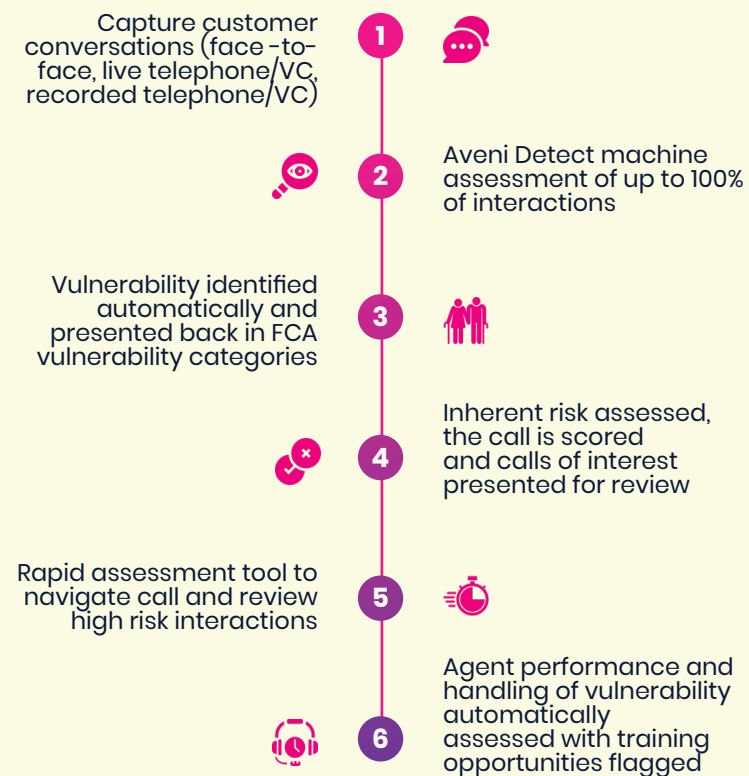 Capture customer
conversations (face -to-
face, live telephone/VC,
recorded telephone/VC)
1
2
Aveni Detect machine
assessment of up to 100%
of interactions
Vulnerability identified
automatically and
presented back in FCA
vulnerability categories
3
4
Inherent risk assessed,
the call is scored
and calls of interest
presented for review
Rapid assessment tool to
navigate call and review
high risk interactions
5
6
Agent performance and
handling of vulnerability
automatically
assessed with training
opportunities flagged